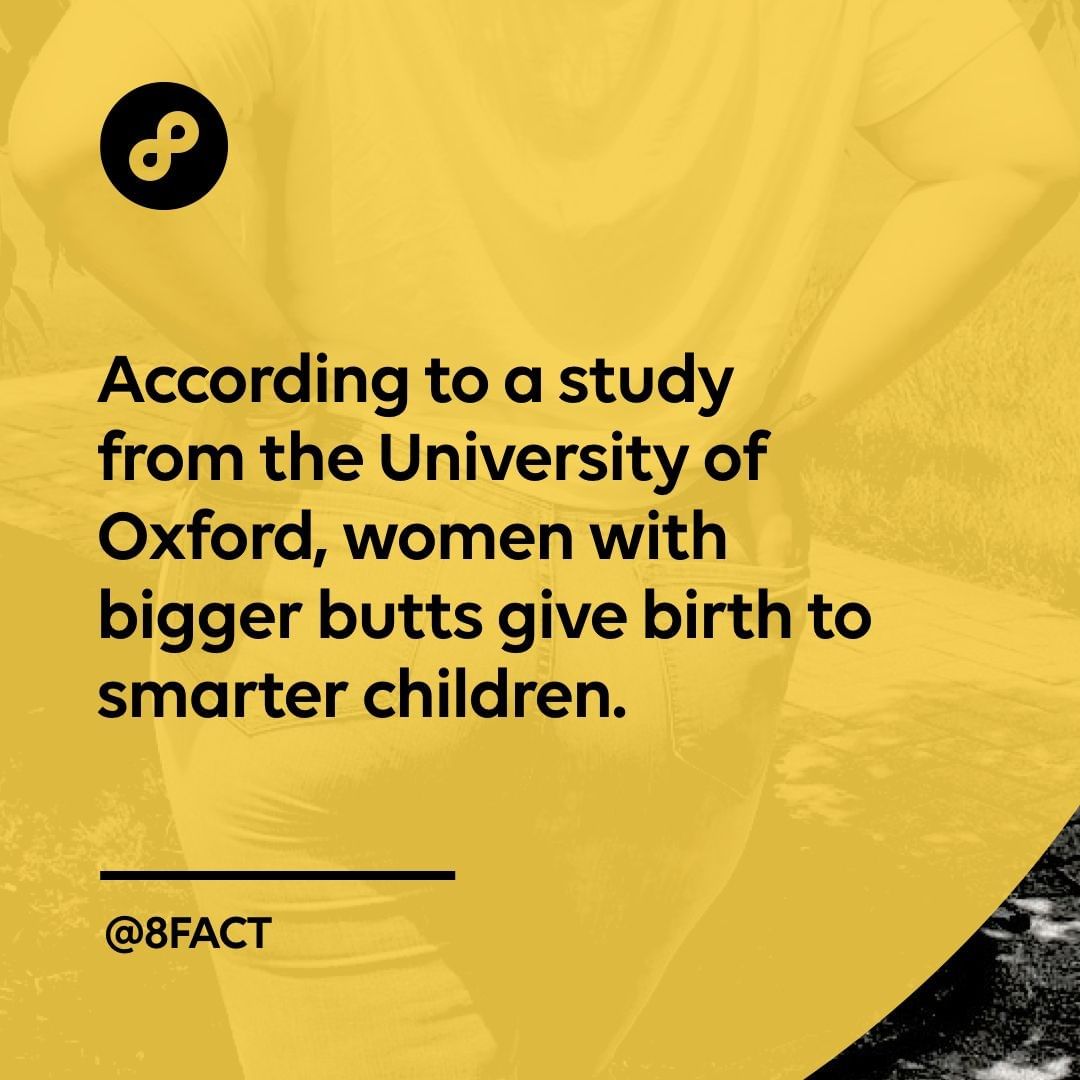 According to a study
from the University of
Oxford, women with
bigger butts give birth to
smarter children.
@8FACT